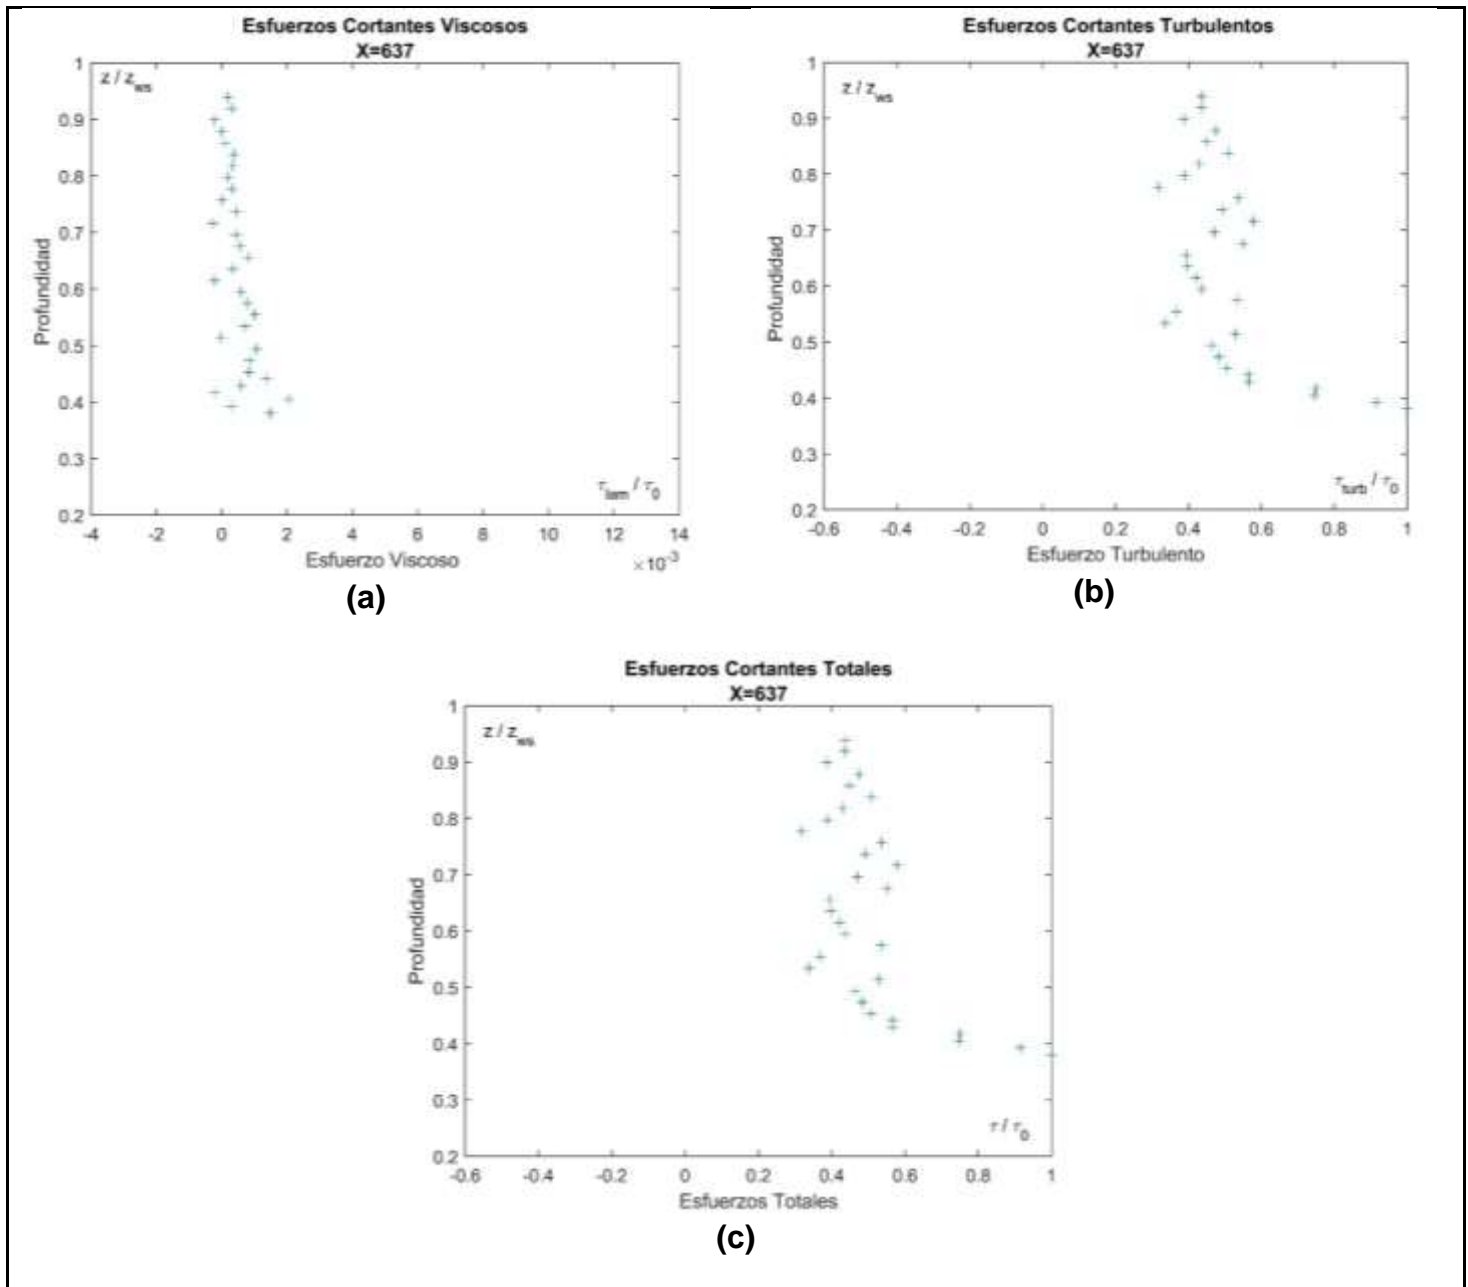 Esfuerzos Cortantes Viscosos
X=637
z / z_ws
1
0.9
0.8
0.7
0.6
0.5
0.4
0.3
0.2
Profundidad
τ_lam / τ_0
-4 -2 0 2 4 6 8 10 12 14
Esfuerzo Viscoso
×10^-3
(a)
Esfuerzos Cortantes Turbulentos
X=637
z / z_ws
1
0.9
0.8
0.7
0.6
0.5
0.4
0.3
0.2
Profundidad
τ_turb / τ_0
-0.6 -0.4 -0.2 0 0.2 0.4 0.6 0.8 1
Esfuerzo Turbulento
(b)
Esfuerzos Cortantes Totales
X=637
z / z_ws
1
0.9
0.8
0.7
0.6
0.5
0.4
0.3
0.2
Profundidad
τ / τ_0
-0.6 -0.4 -0.2 0 0.2 0.4 0.6 0.8 1
Esfuerzos Totales
(c)